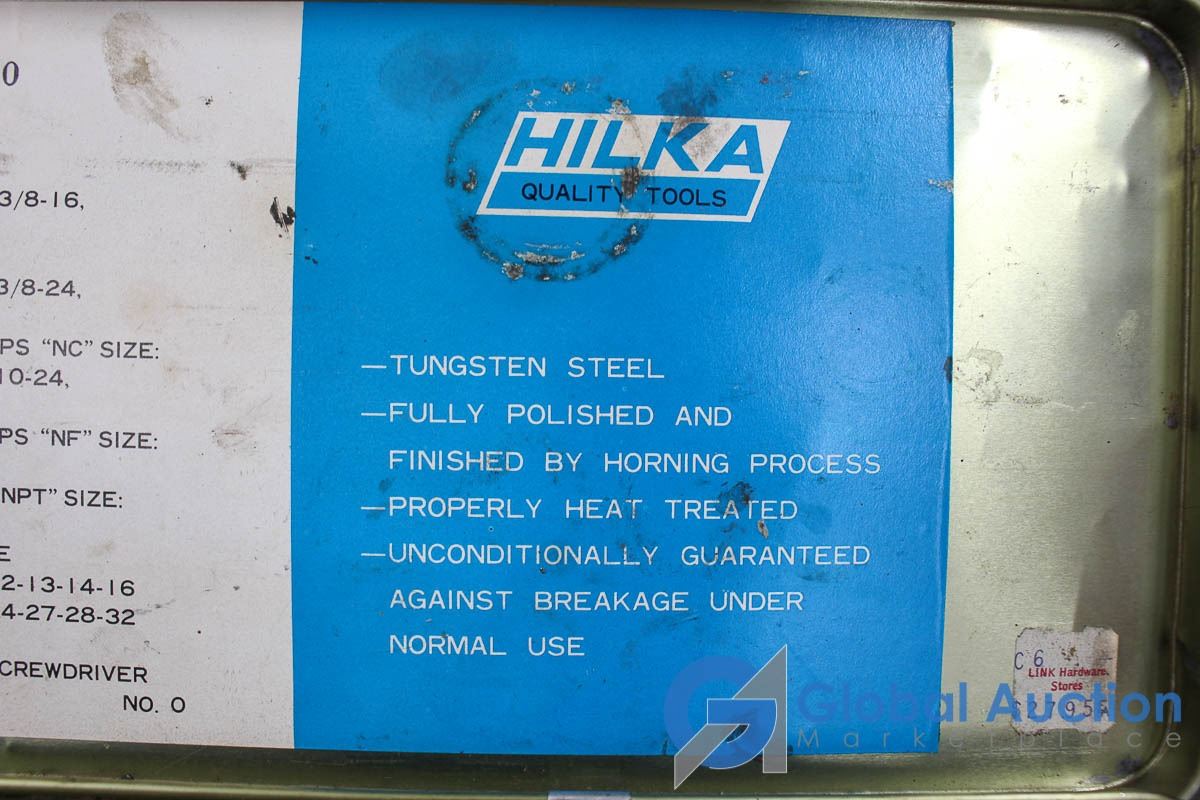 0
3/8-16,
3/8-24,
PS “NC” SIZE:
10-24,
PS “NF” SIZE:
NPT” SIZE:
E
2-13-14-16
4-27-28-32
CREWDRIVER
NO. 0
HILKA
QUALITY TOOLS
—TUNGSTEN STEEL
—FULLY POLISHED AND
FINISHED BY HORNING PROCESS
—PROPERLY HEAT TREATED
—UNCONDITIONALLY GUARANTEED
AGAINST BREAKAGE UNDER
NORMAL USE
C 6
LINK Hardware
Stores
Global Auction
Marketplace